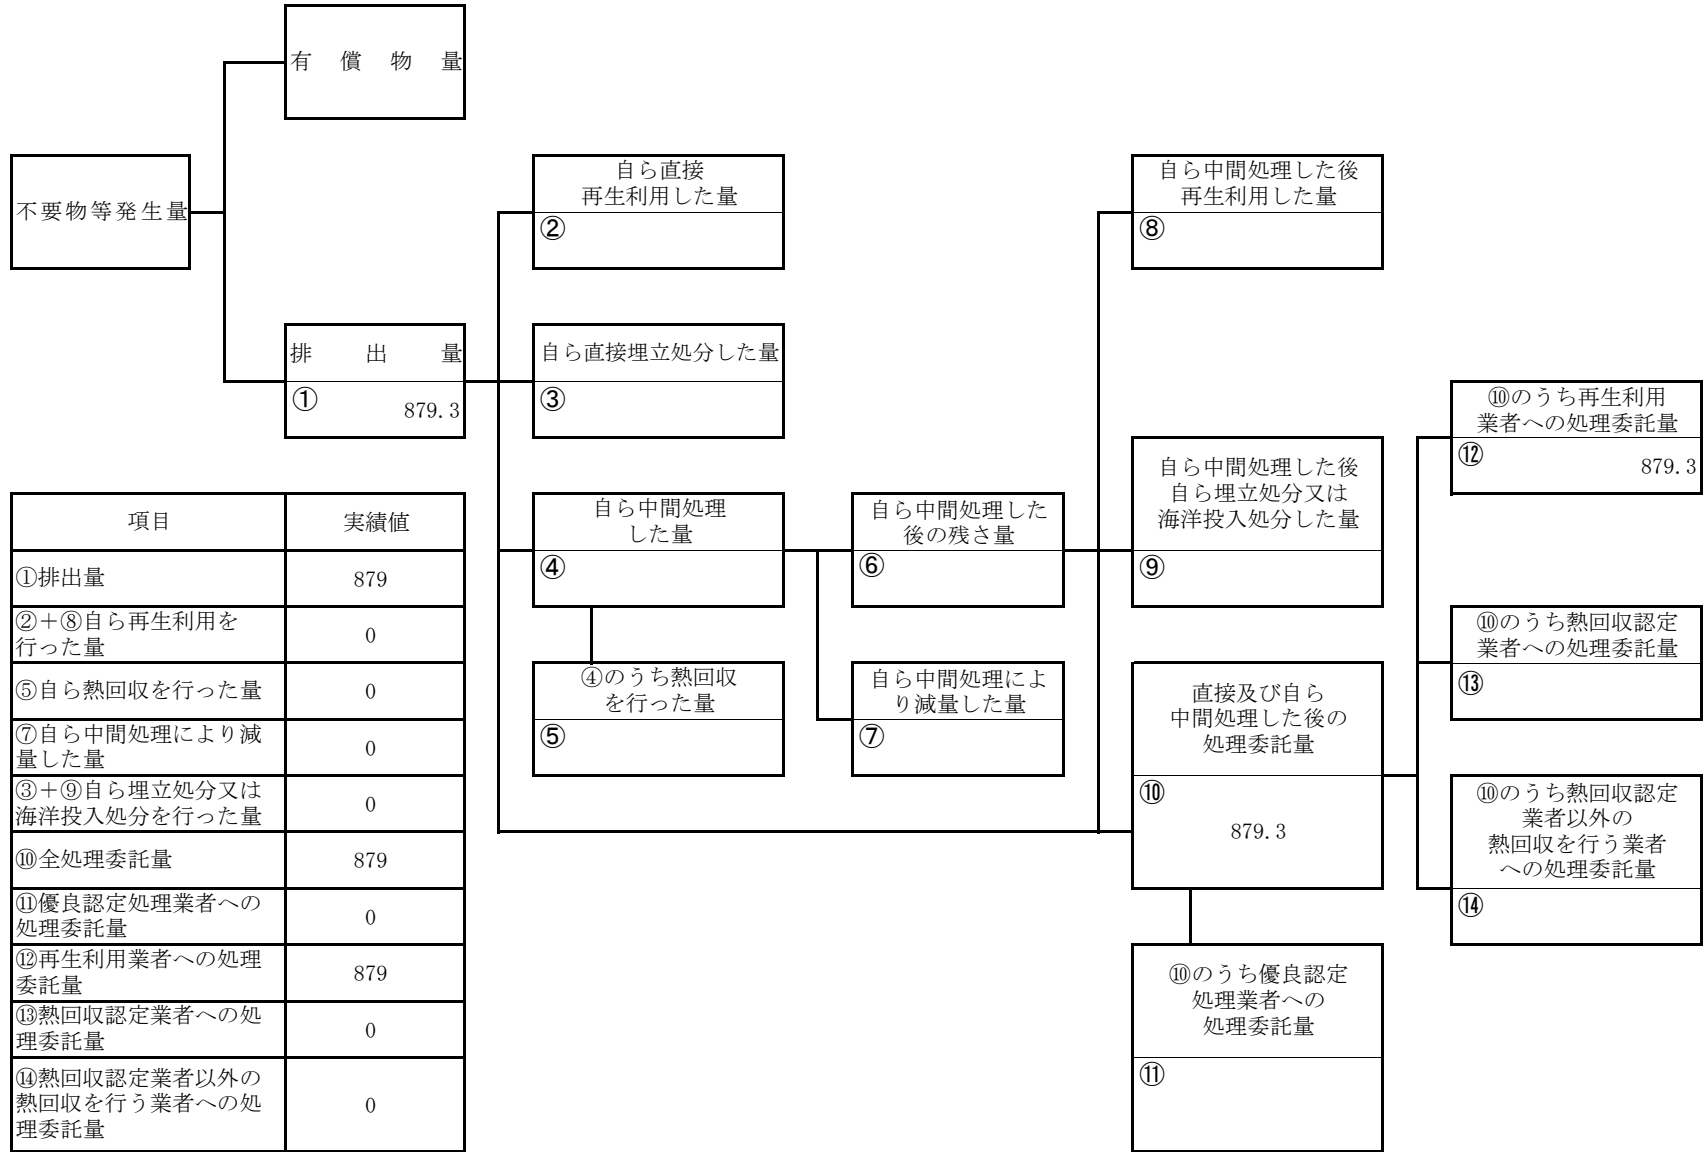 有償物量
不要物等発生量
自ら直接
再生利用した量
②
自ら中間処理した後
再生利用した量
⑧
排出量
①
879.3
自ら直接埋立処分した量
③
⑩のうち再生利用
業者への処理委託量
⑫
879.3
自ら中間処理した後
自ら埋立処分又は
海洋投入処分した量
⑨
自ら中間処理
した量
④
自ら中間処理した
後の残さ量
⑥
⑩のうち熱回収認定
業者への処理委託量
⑬
④のうち熱回収
を行った量
⑤
自ら中間処理によ
り減量した量
⑦
直接及び自ら
中間処理した後の
処理委託量
⑩
879.3
⑩のうち熱回収認定
業者以外の
熱回収を行う業者
への処理委託量
⑭
⑩のうち優良認定
処理業者への
処理委託量
⑪
項目 実績値
①排出量 879
②＋⑧自ら再生利用を
行った量 0
⑤自ら熱回収を行った量 0
⑦自ら中間処理により減
量した量 0
③＋⑨自ら埋立処分又は
海洋投入処分を行った量 0
⑩全処理委託量 879
⑪優良認定処理業者への
処理委託量 0
⑫再生利用業者への処理
委託量 879
⑬熱回収認定業者への処
理委託量 0
⑭熱回収認定業者以外の
熱回収を行う業者への処
理委託量 0